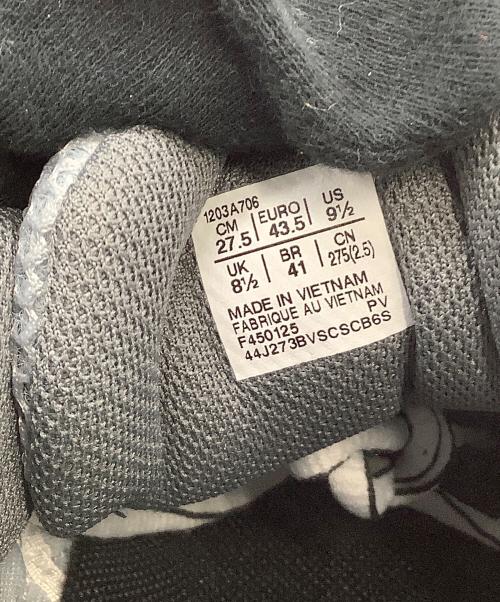 1203A706
CM 27.5 | EURO 43.5 | US 9½
UK 8½ | BR 41 | CN 275(2.5)
MADE IN VIETNAM
FABRIQUE AU VIETNAM
F450125 PV
44J273BVSCSCB6S